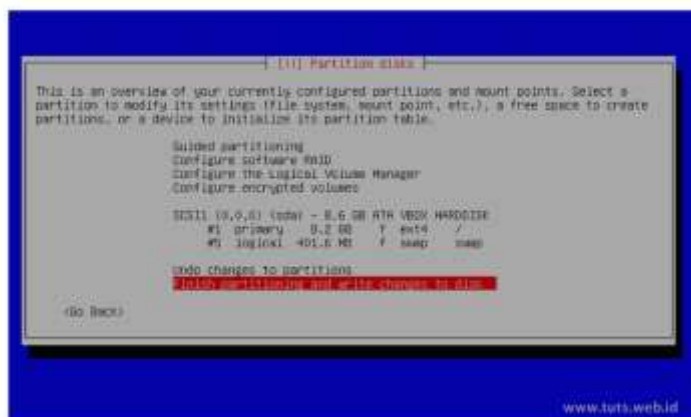 [!!] Partition disks
This is an overview of your currently configured partitions and mount points. Select a
partition to modify its settings (file system, mount point, etc.), a free space to create
partitions, or a device to initialize its partition table.
Guided partitioning
Configure software RAID
Configure the Logical Volume Manager
Configure encrypted volumes
SCSI1 (0,0,0) (sda) - 8.6 GB ATA VBOX HARDDISK
#1 primary 8.2 GB f ext4 /
#5 logical 401.6 MB f swap swap
Undo changes to partitions
Finish partitioning and write changes to disk
<Go Back>
www.tuts.web.id